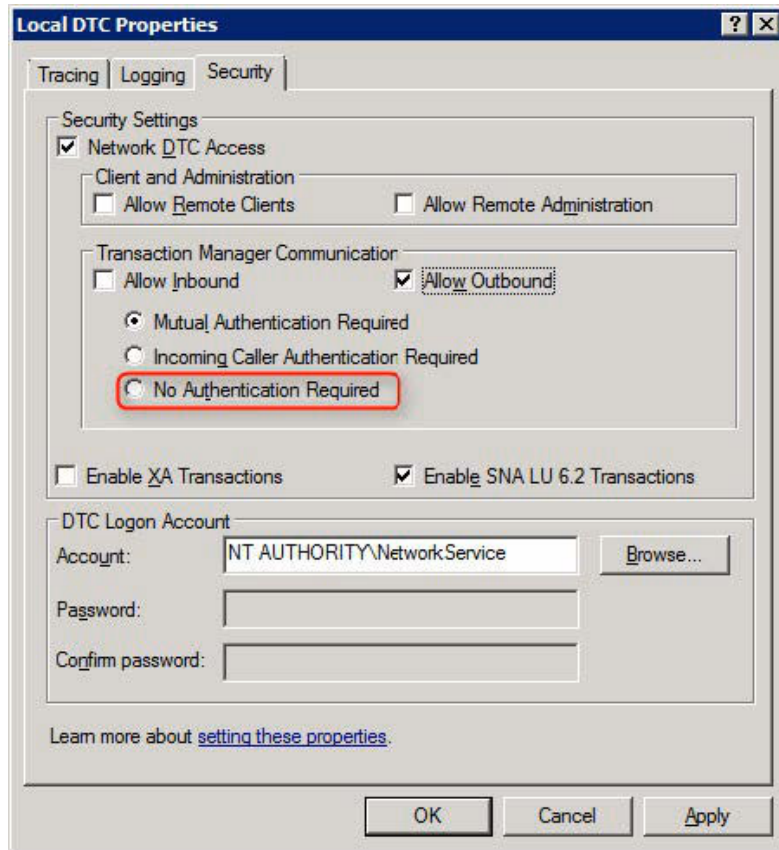 Local DTC Properties
Tracing Logging Security
Security Settings
Network DTC Access
Client and Administration
Allow Remote Clients Allow Remote Administration
Transaction Manager Communication
Allow Inbound Allow Outbound
Mutual Authentication Required
Incoming Caller Authentication Required
No Authentication Required
Enable XA Transactions Enable SNA LU 6.2 Transactions
DTC Logon Account
Account: NT AUTHORITY\NetworkService Browse...
Password:
Confirm password:
Learn more about setting these properties.
OK Cancel Apply